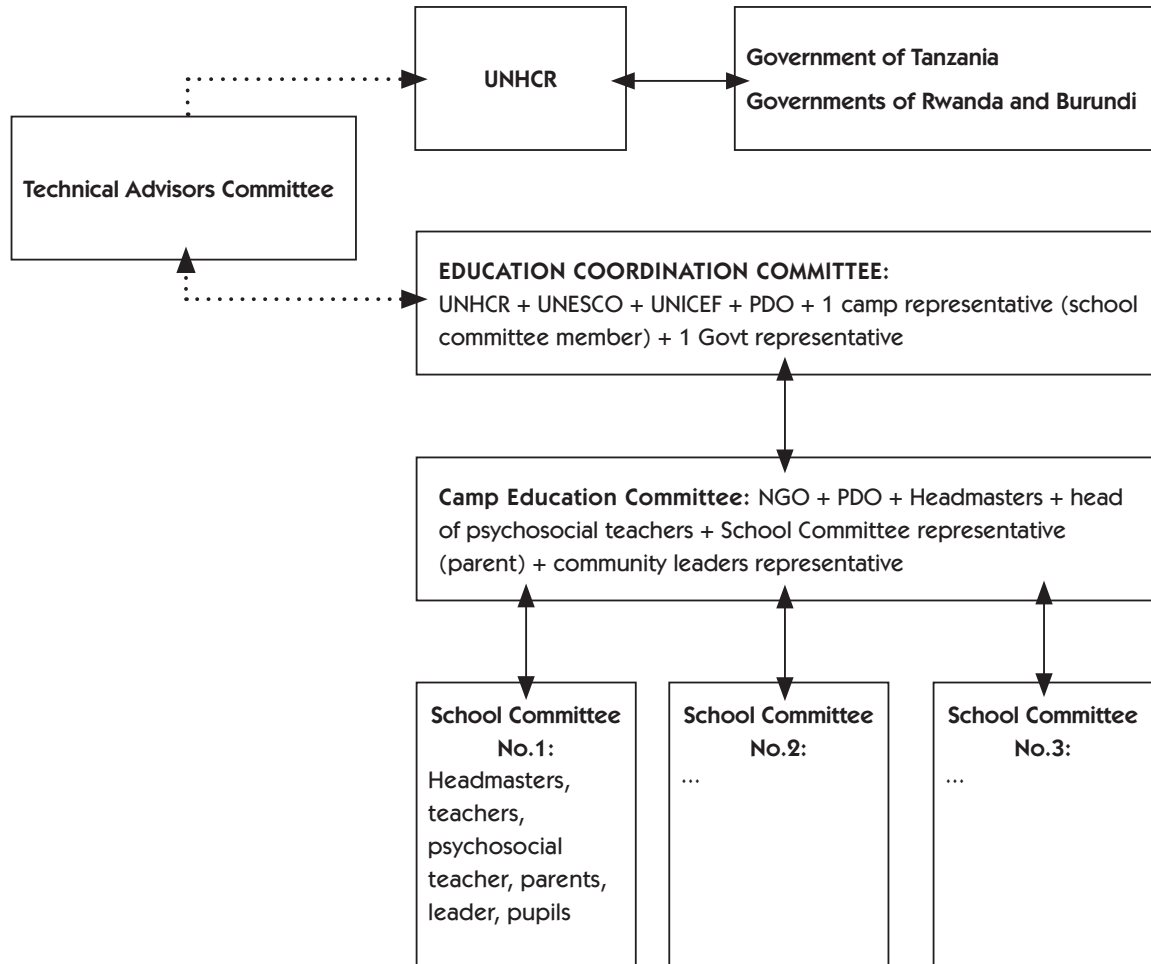 UNHCR
Government of Tanzania
Governments of Rwanda and Burundi
Technical Advisors Committee
EDUCATION COORDINATION COMMITTEE:
UNHCR + UNESCO + UNICEF + PDO + 1 camp representative (school
committee member) + 1 Govt representative
Camp Education Committee: NGO + PDO + Headmasters + head
of psychosocial teachers + School Committee representative
(parent) + community leaders representative
School Committee
No.1:
Headmasters,
teachers,
psychosocial
teacher, parents,
leader, pupils
School Committee
No.2:
...
School Committee
No.3:
...